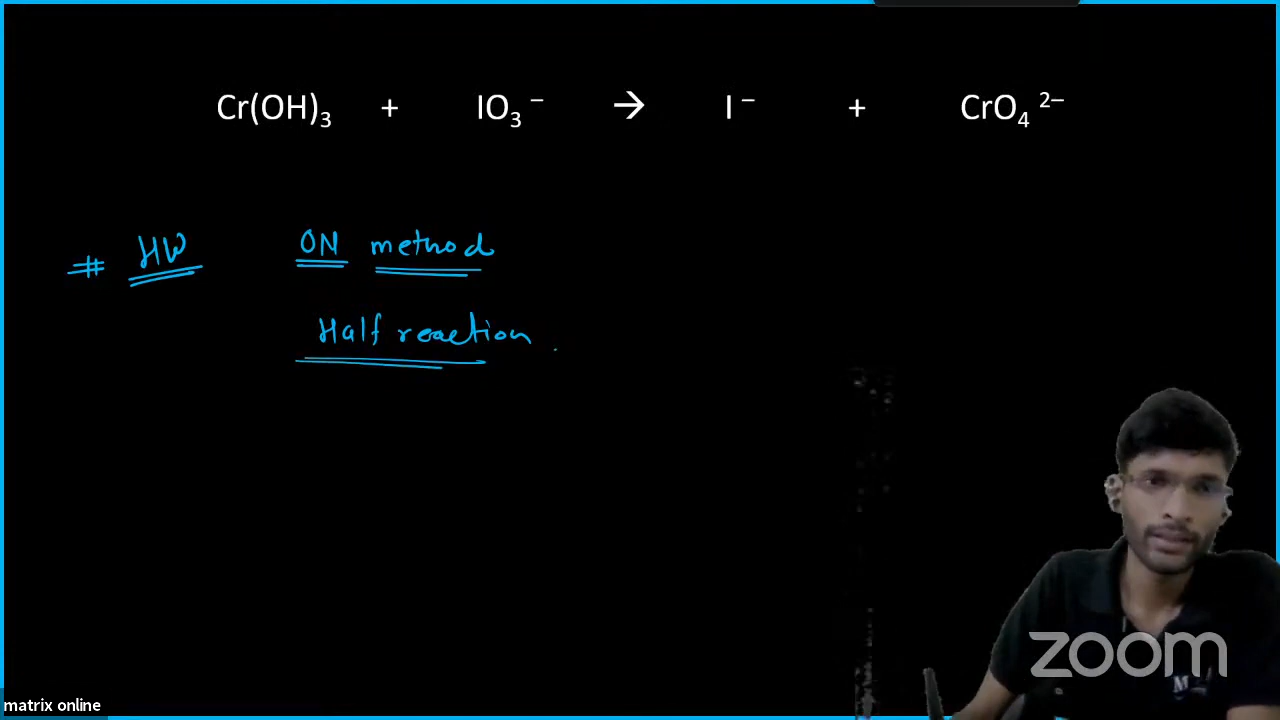 Cr(OH)₃ + IO₃⁻ → I⁻ + CrO₄²⁻
# HW ON method
Half reaction.
zoom
M
matrix online